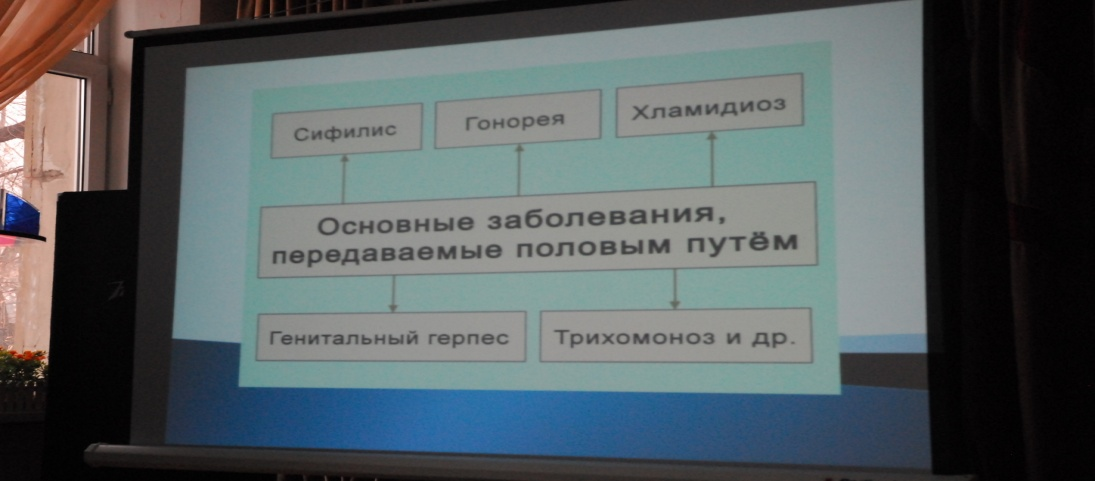 Сифилис
Гонорея
Хламидиоз
Основные заболевания,
передаваемые половым путём
Генитальный герпес
Трихомоноз и др.